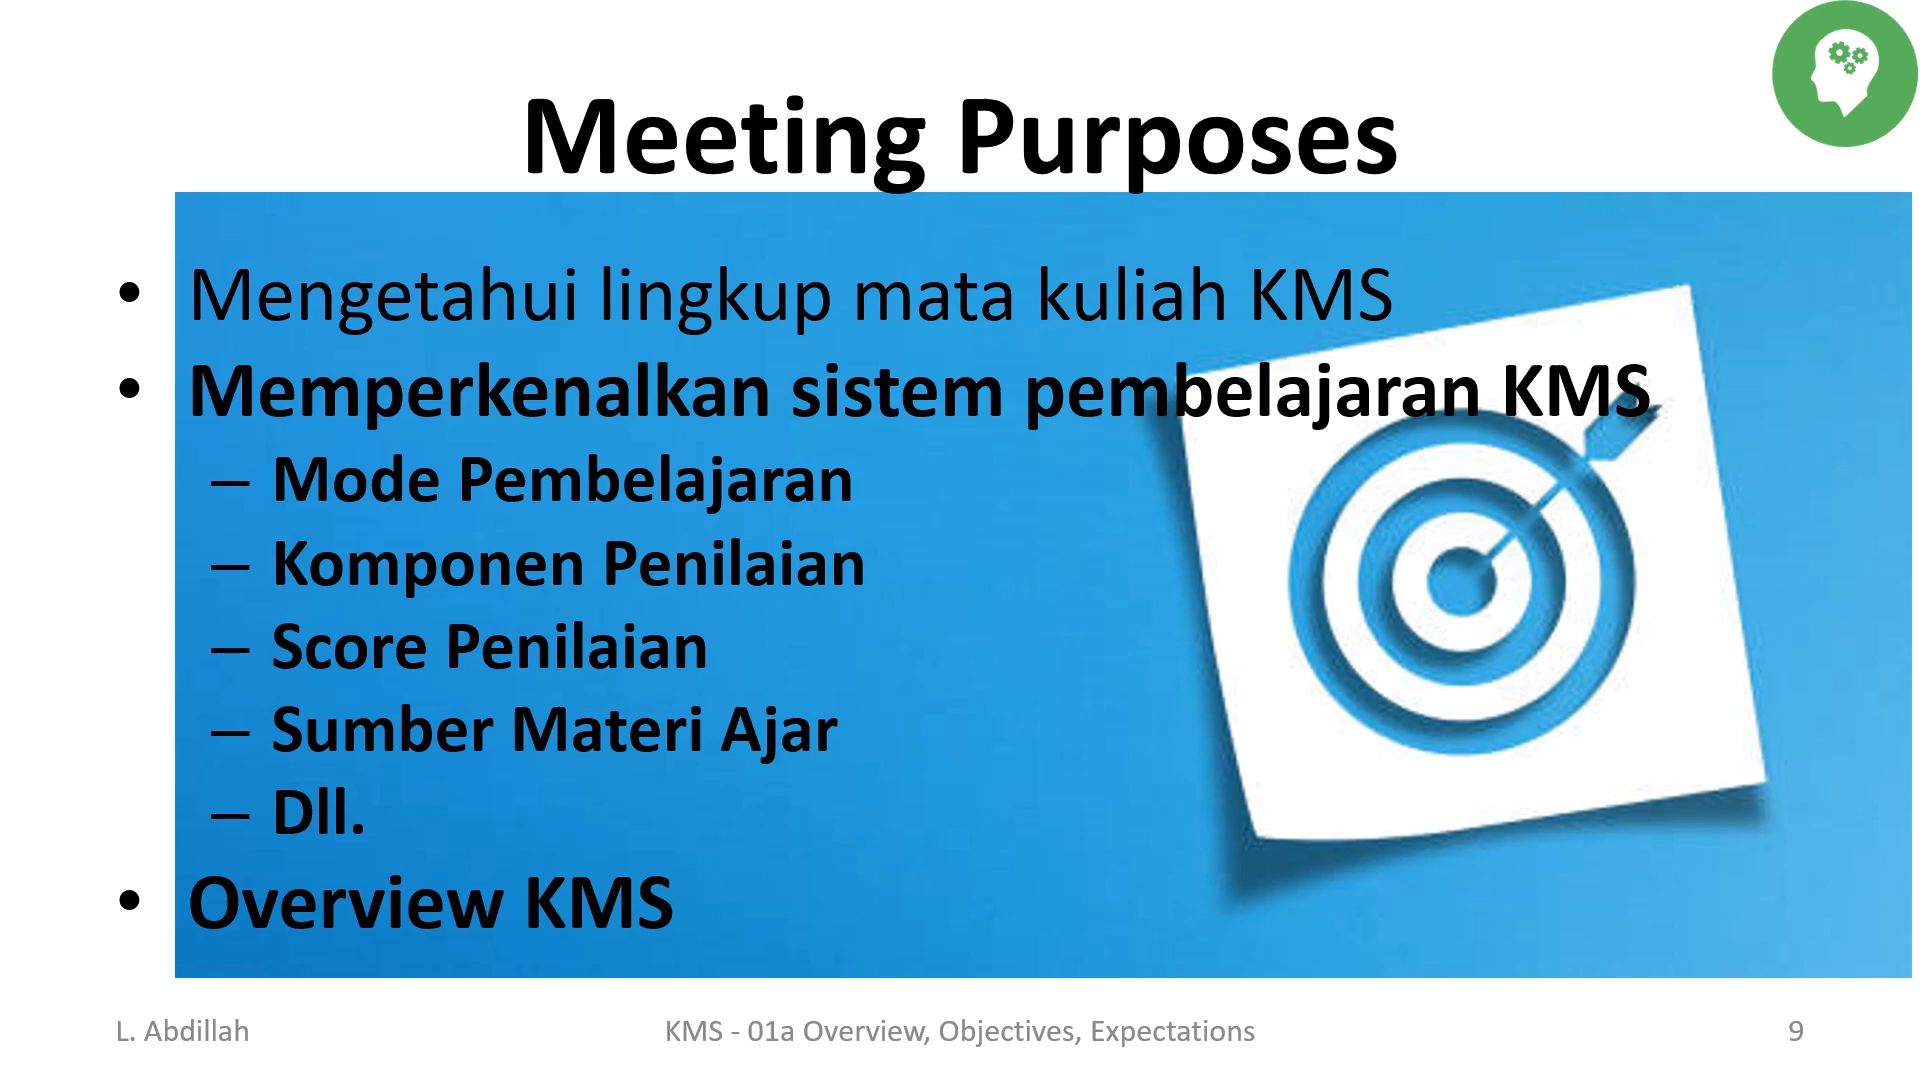 Meeting Purposes
• Mengetahui lingkup mata kuliah KMS
• Memperkenalkan sistem pembelajaran KMS
– Mode Pembelajaran
– Komponen Penilaian
– Score Penilaian
– Sumber Materi Ajar
– Dll.
• Overview KMS
L. Abdillah
KMS - 01a Overview, Objectives, Expectations
9